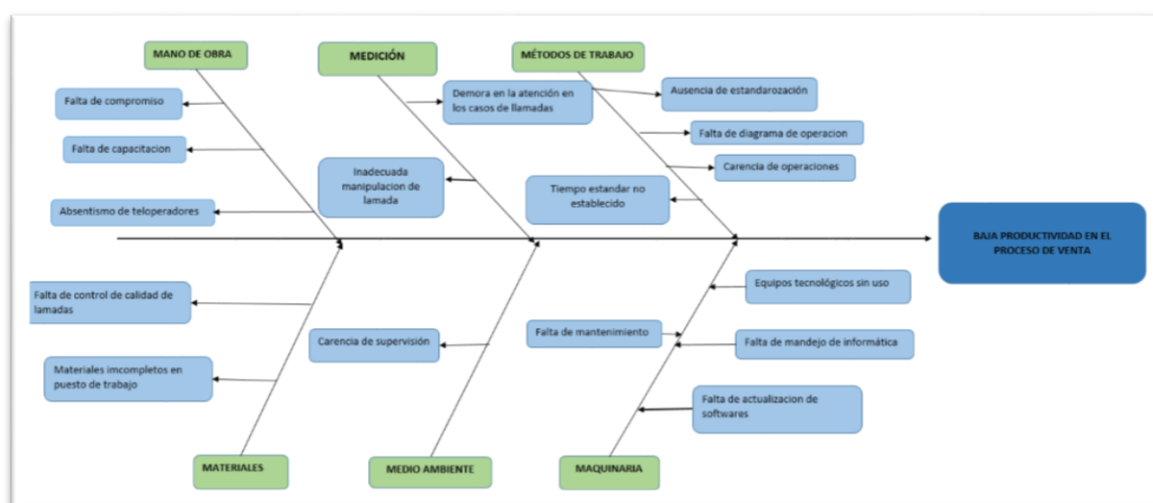 MANO DE OBRA
MEDICIÓN
MÉTODOS DE TRABAJO
Falta de compromiso
Falta de capacitacion
Absentismo de teloperadores
Demora en la atención en
los casos de llamadas
Inadecuada
manipulacion de
lamada
Ausencia de estandarozación
Falta de diagrama de operacion
Carencia de operaciones
Tiempo estandar no
establecido
BAJA PRODUCTIVIDAD EN EL
PROCESO DE VENTA
Falta de control de calidad de
lamadas
Materiales imcompletos en
puesto de trabajo
Carencia de supervisión
Equipos tecnológicos sin uso
Falta de mantenimiento
Falta de mandejo de informática
Falta de actualizacion de
softwares
MATERIALES
MEDIO AMBIENTE
MAQUINARIA